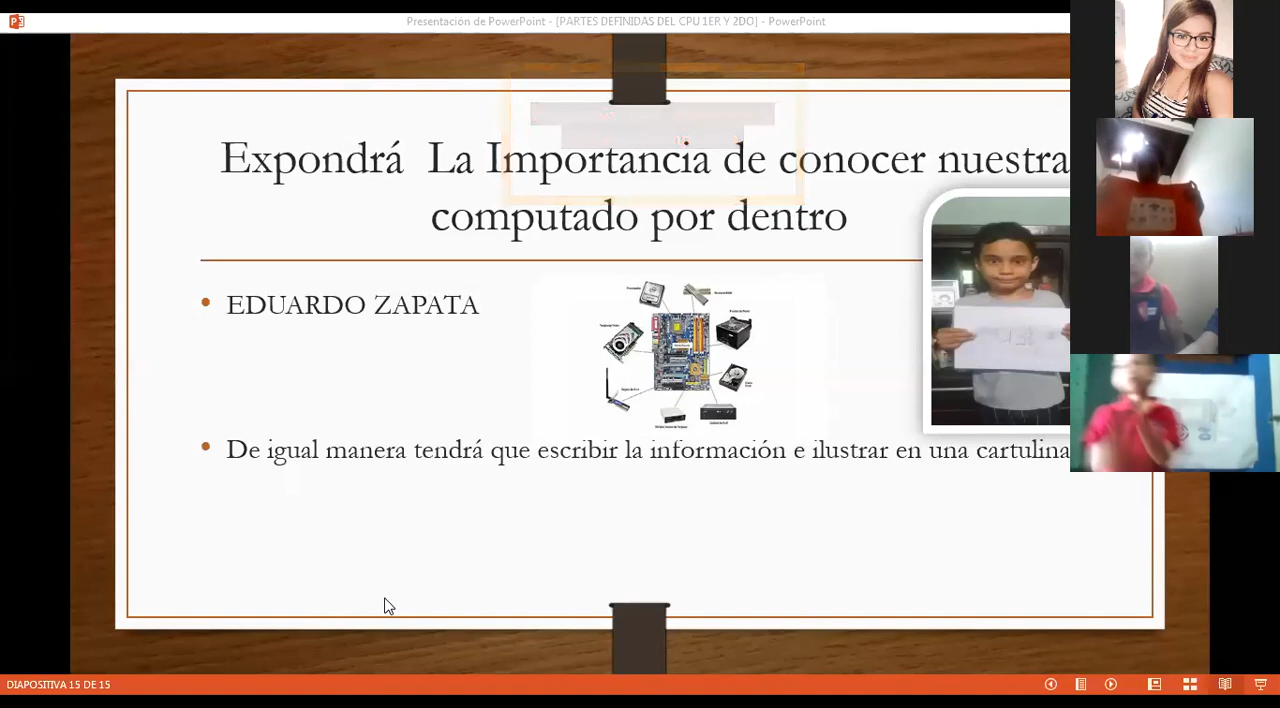 Presentación de PowerPoint - [PARTES DEFINIDAS DEL CPU 1ER Y 2DO] - PowerPoint
Expondrá La Importancia de conocer nuestra
computado por dentro
• EDUARDO ZAPATA
• De igual manera tendrá que escribir la información e ilustrar en una cartulina
DIAPOSITIVA 15 DE 15